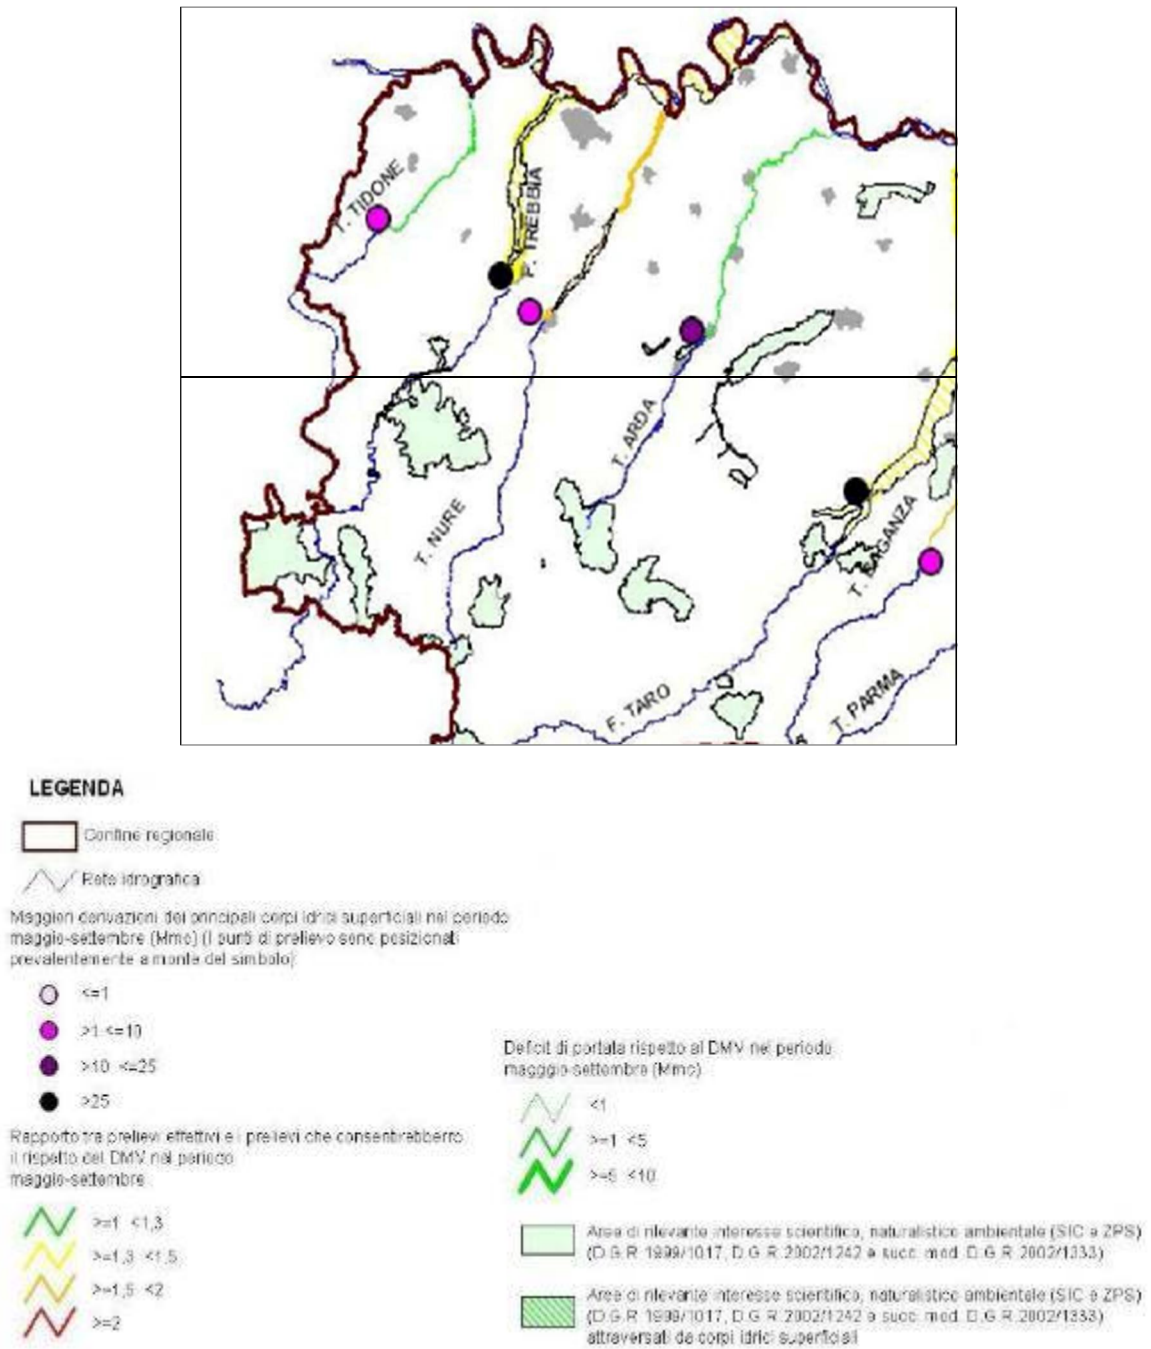 T. TIDONE
F. TREBBIA
T. ARDA
T. NURE
T. BAGANZA
F. TARO
T. PARMA
LEGENDA
Confine regionale
Rete idrografica
Maggiori derivazioni dei principali corpi idrici superficiali nel periodo
maggio-settembre (Mmc) (I punti di prelievo sono posizionati
prevalentemente a monte del simbolo)
<=1
>1 <=10
>10 <=25
>25
Rapporto tra prelievi effettivi e i prelievi che consentirebberro
il rispetto del DMV nel periodo
maggio-settembre
>=1 <1,3
>=1,3 <1,5
>=1,5 <2
>=2
Deficit di portata rispetto al DMV nel periodo
magggio-settembre (Mmc)
<1
>=1 <5
>=5 <10
Aree di rilevante interesse scientifico, naturalistico ambientale (SIC e ZPS)
(D.G.R.1999/1017, D.G.R.2002/1242 e succ. mod. D.G.R.2002/1333)
Aree di rilevante interesse scientifico, naturalistico ambientale (SIC e ZPS)
(D.G.R.1999/1017, D.G.R.2002/1242 e succ. mod. D.G.R.2002/1333)
attraversati da corpi idrici superficiali